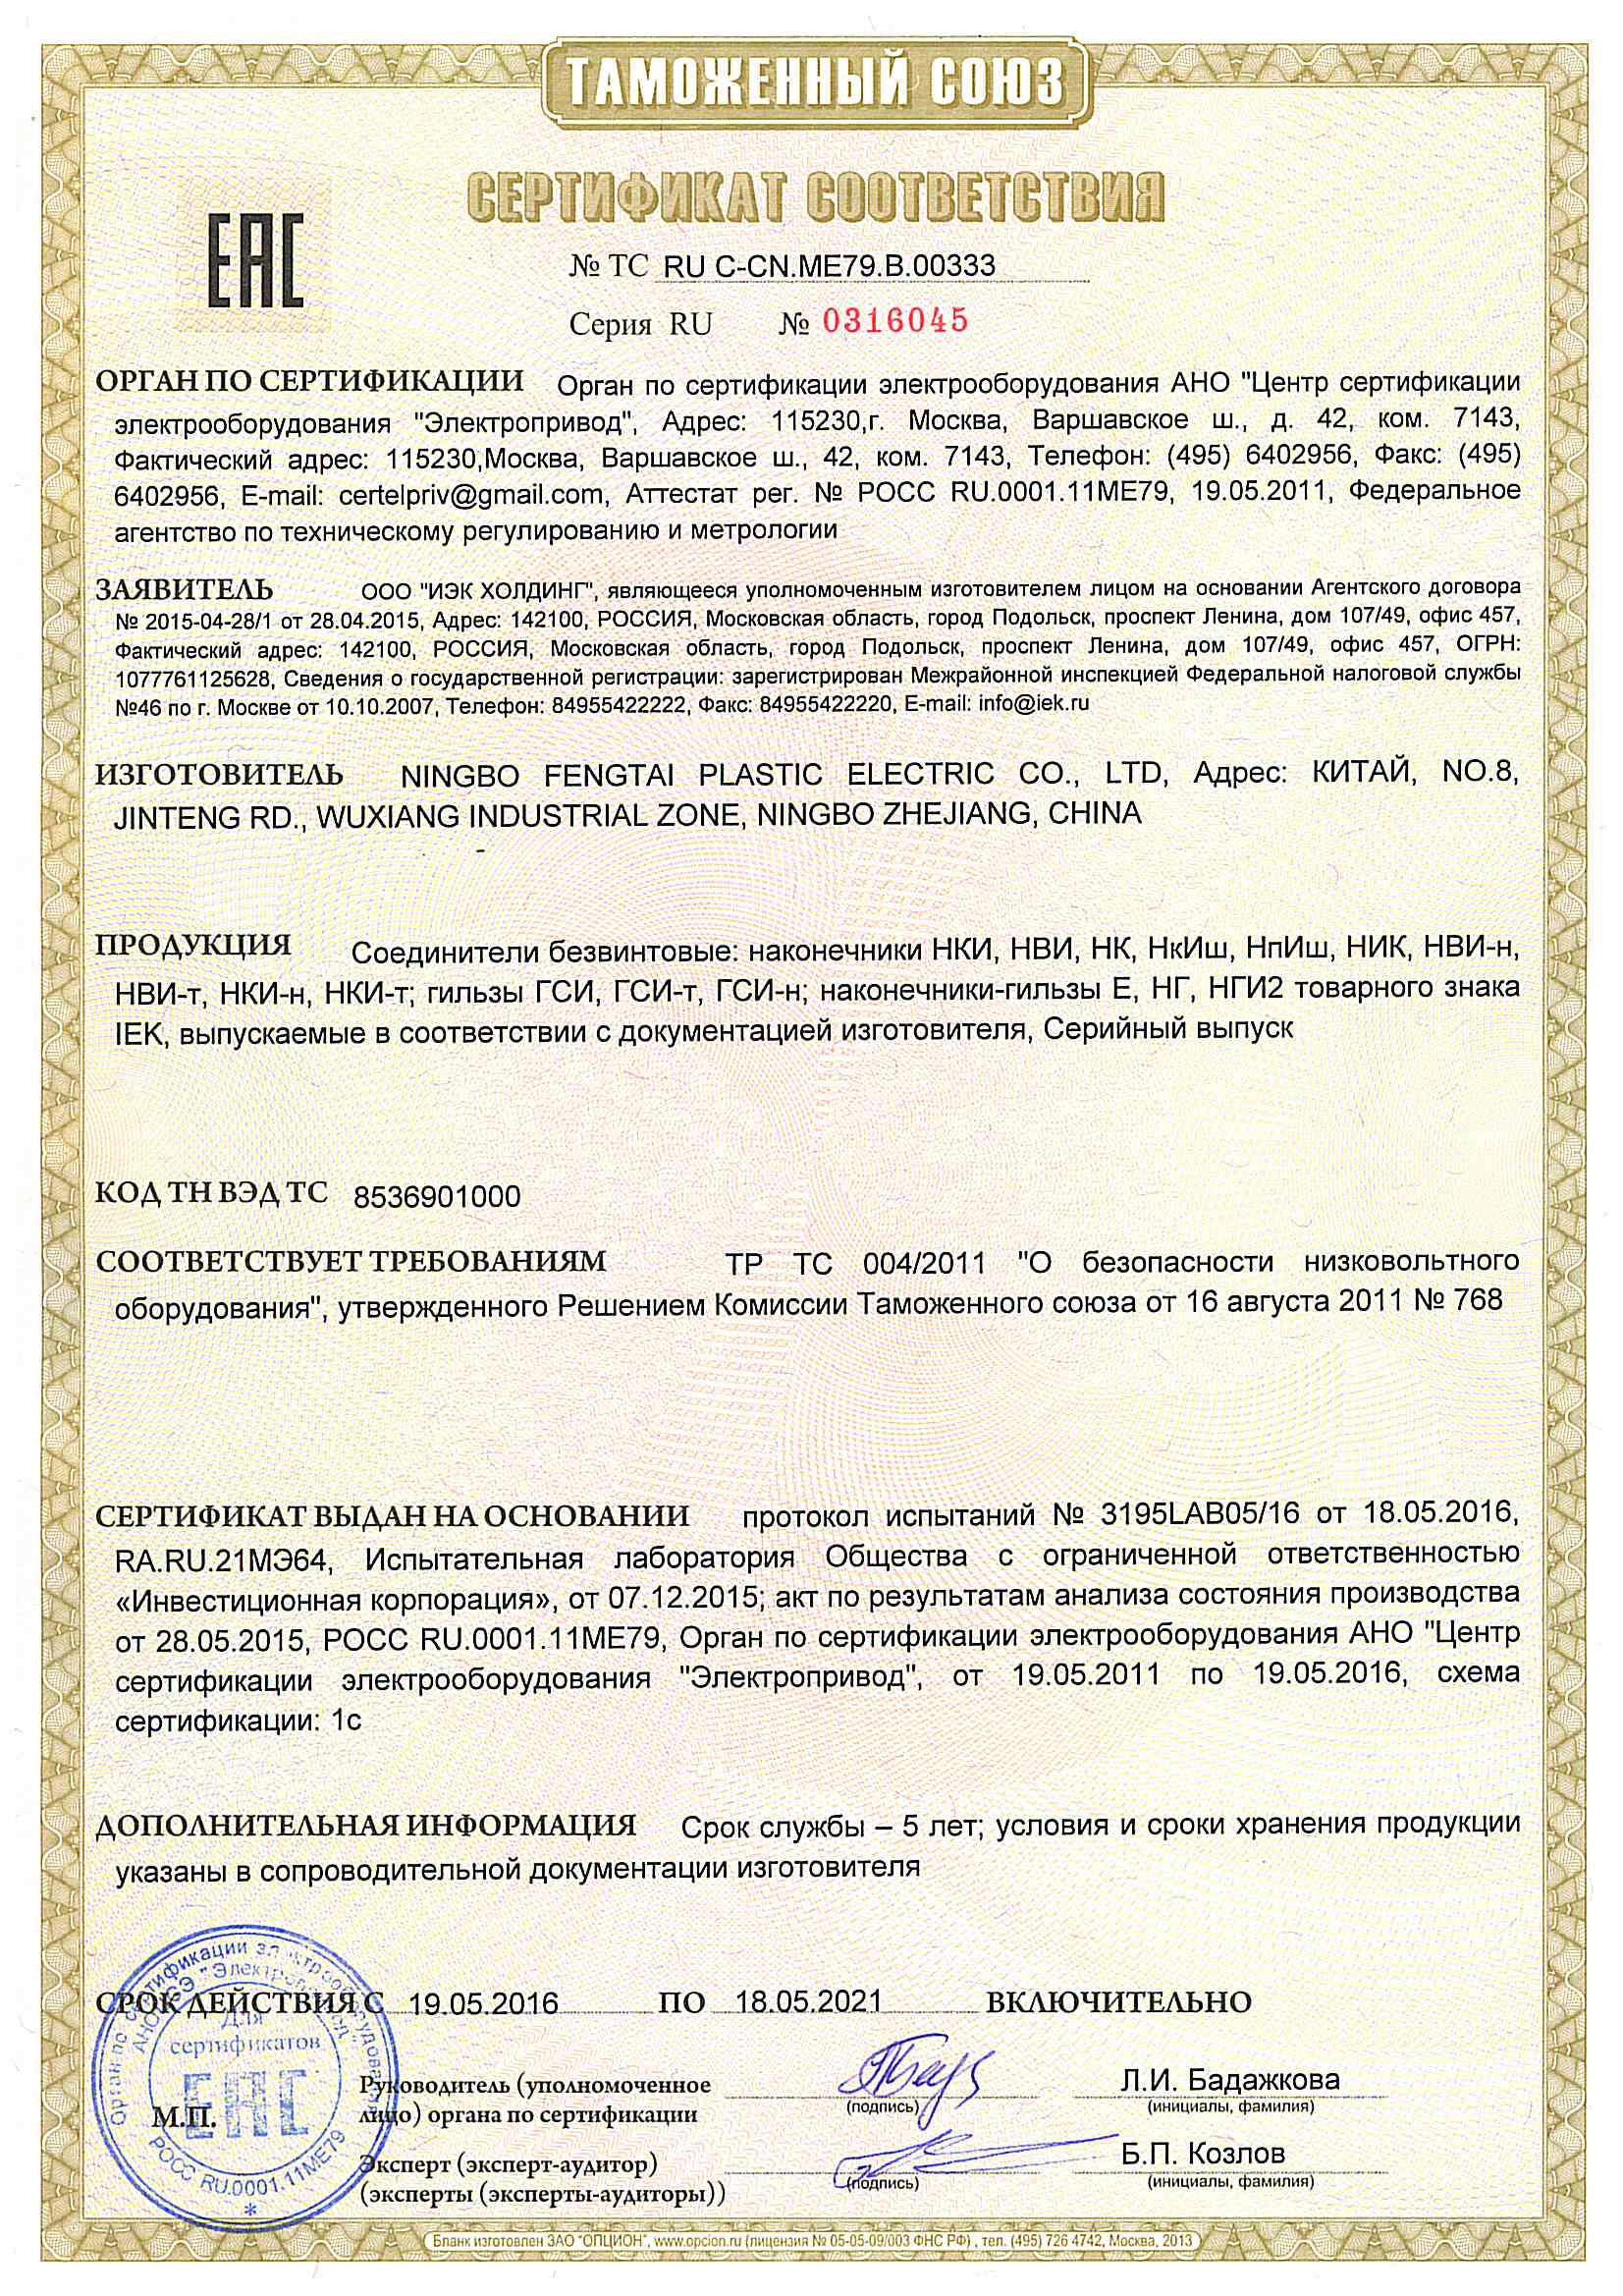 ТАМОЖЕННЫЙ СОЮЗ
СЕРТИФИКАТ СООТВЕТСТВИЯ
EAC
№ ТС RU C-CN.ME79.B.00333
Серия RU № 0316045
ОРГАН ПО СЕРТИФИКАЦИИ Орган по сертификации электрооборудования АНО "Центр сертификации
электрооборудования "Электропривод", Адрес: 115230,г. Москва, Варшавское ш., д. 42, ком. 7143,
Фактический адрес: 115230,Москва, Варшавское ш., 42, ком. 7143, Телефон: (495) 6402956, Факс: (495)
6402956, E-mail: certelpriv@gmail.com, Аттестат рег. № РОСС RU.0001.11МЕ79, 19.05.2011, Федеральное
агентство по техническому регулированию и метрологии
ЗАЯВИТЕЛЬ ООО "ИЭК ХОЛДИНГ", являющееся уполномоченным изготовителем лицом на основании Агентского договора
№ 2015-04-28/1 от 28.04.2015, Адрес: 142100, РОССИЯ, Московская область, город Подольск, проспект Ленина, дом 107/49, офис 457,
Фактический адрес: 142100, РОССИЯ, Московская область, город Подольск, проспект Ленина, дом 107/49, офис 457, ОГРН:
1077761125628, Сведения о государственной регистрации: зарегистрирован Межрайонной инспекцией Федеральной налоговой службы
№46 по г. Москве от 10.10.2007, Телефон: 84955422222, Факс: 84955422220, E-mail: info@iek.ru
ИЗГОТОВИТЕЛЬ NINGBO FENGTAI PLASTIC ELECTRIC CO., LTD, Адрес: КИТАЙ, NO.8,
JINTENG RD., WUXIANG INDUSTRIAL ZONE, NINGBO ZHEJIANG, CHINA
ПРОДУКЦИЯ Соединители безвинтовые: наконечники НКИ, НВИ, НК, НкИш, НпИш, НИК, НВИ-н,
НВИ-т, НКИ-н, НКИ-т; гильзы ГСИ, ГСИ-т, ГСИ-н; наконечники-гильзы Е, НГ, НГИ2 товарного знака
IEK, выпускаемые в соответствии с документацией изготовителя, Серийный выпуск
КОД ТН ВЭД ТС 8536901000
СООТВЕТСТВУЕТ ТРЕБОВАНИЯМ ТР ТС 004/2011 "О безопасности низковольтного
оборудования", утвержденного Решением Комиссии Таможенного союза от 16 августа 2011 № 768
СЕРТИФИКАТ ВЫДАН НА ОСНОВАНИИ протокол испытаний № 3195LAB05/16 от 18.05.2016,
RA.RU.21МЭ64, Испытательная лаборатория Общества с ограниченной ответственностью
«Инвестиционная корпорация», от 07.12.2015; акт по результатам анализа состояния производства
от 28.05.2015, РОСС RU.0001.11МЕ79, Орган по сертификации электрооборудования АНО "Центр
сертификации электрооборудования "Электропривод", от 19.05.2011 по 19.05.2016, схема
сертификации: 1с
ДОПОЛНИТЕЛЬНАЯ ИНФОРМАЦИЯ Срок службы – 5 лет; условия и сроки хранения продукции
указаны в сопроводительной документации изготовителя
СРОК ДЕЙСТВИЯ С 19.05.2016 ПО 18.05.2021 ВКЛЮЧИТЕЛЬНО
Орган по сертификации электрооборудования
АНО ЦСЭ "Электропривод"
Для
сертификатов
EAC
РОСС RU.0001.11МЕ79
М.П.
Руководитель (уполномоченное
лицо) органа по сертификации
(подпись)
Л.И. Бадажкова
(инициалы, фамилия)
Эксперт (эксперт-аудитор)
(эксперты (эксперты-аудиторы))
(подпись)
Б.П. Козлов
(инициалы, фамилия)
Бланк изготовлен ЗАО "ОПЦИОН", www.opcion.ru (лицензия № 05-05-09/003 ФНС РФ), тел. (495) 726 4742, Москва, 2013